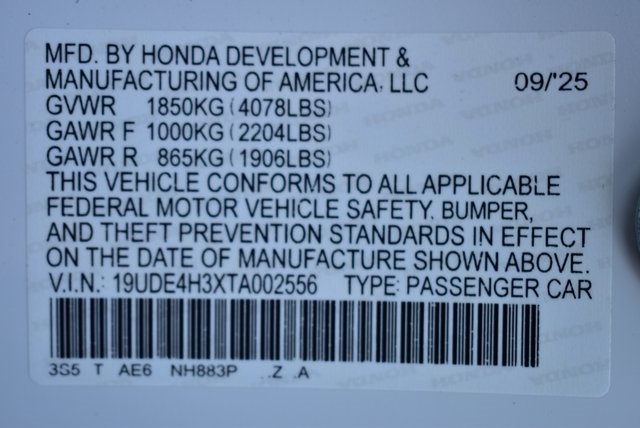 MFD. BY HONDA DEVELOPMENT &
MANUFACTURING OF AMERICA, LLC 09/'25
GVWR 1850KG (4078LBS)
GAWR F 1000KG (2204LBS)
GAWR R 865KG (1906LBS)
THIS VEHICLE CONFORMS TO ALL APPLICABLE
FEDERAL MOTOR VEHICLE SAFETY, BUMPER,
AND THEFT PREVENTION STANDARDS IN EFFECT
ON THE DATE OF MANUFACTURE SHOWN ABOVE.
V.I.N.: 19UDE4H3XTA002556 TYPE: PASSENGER CAR
3S5 T AE6 NH883P .Z .A